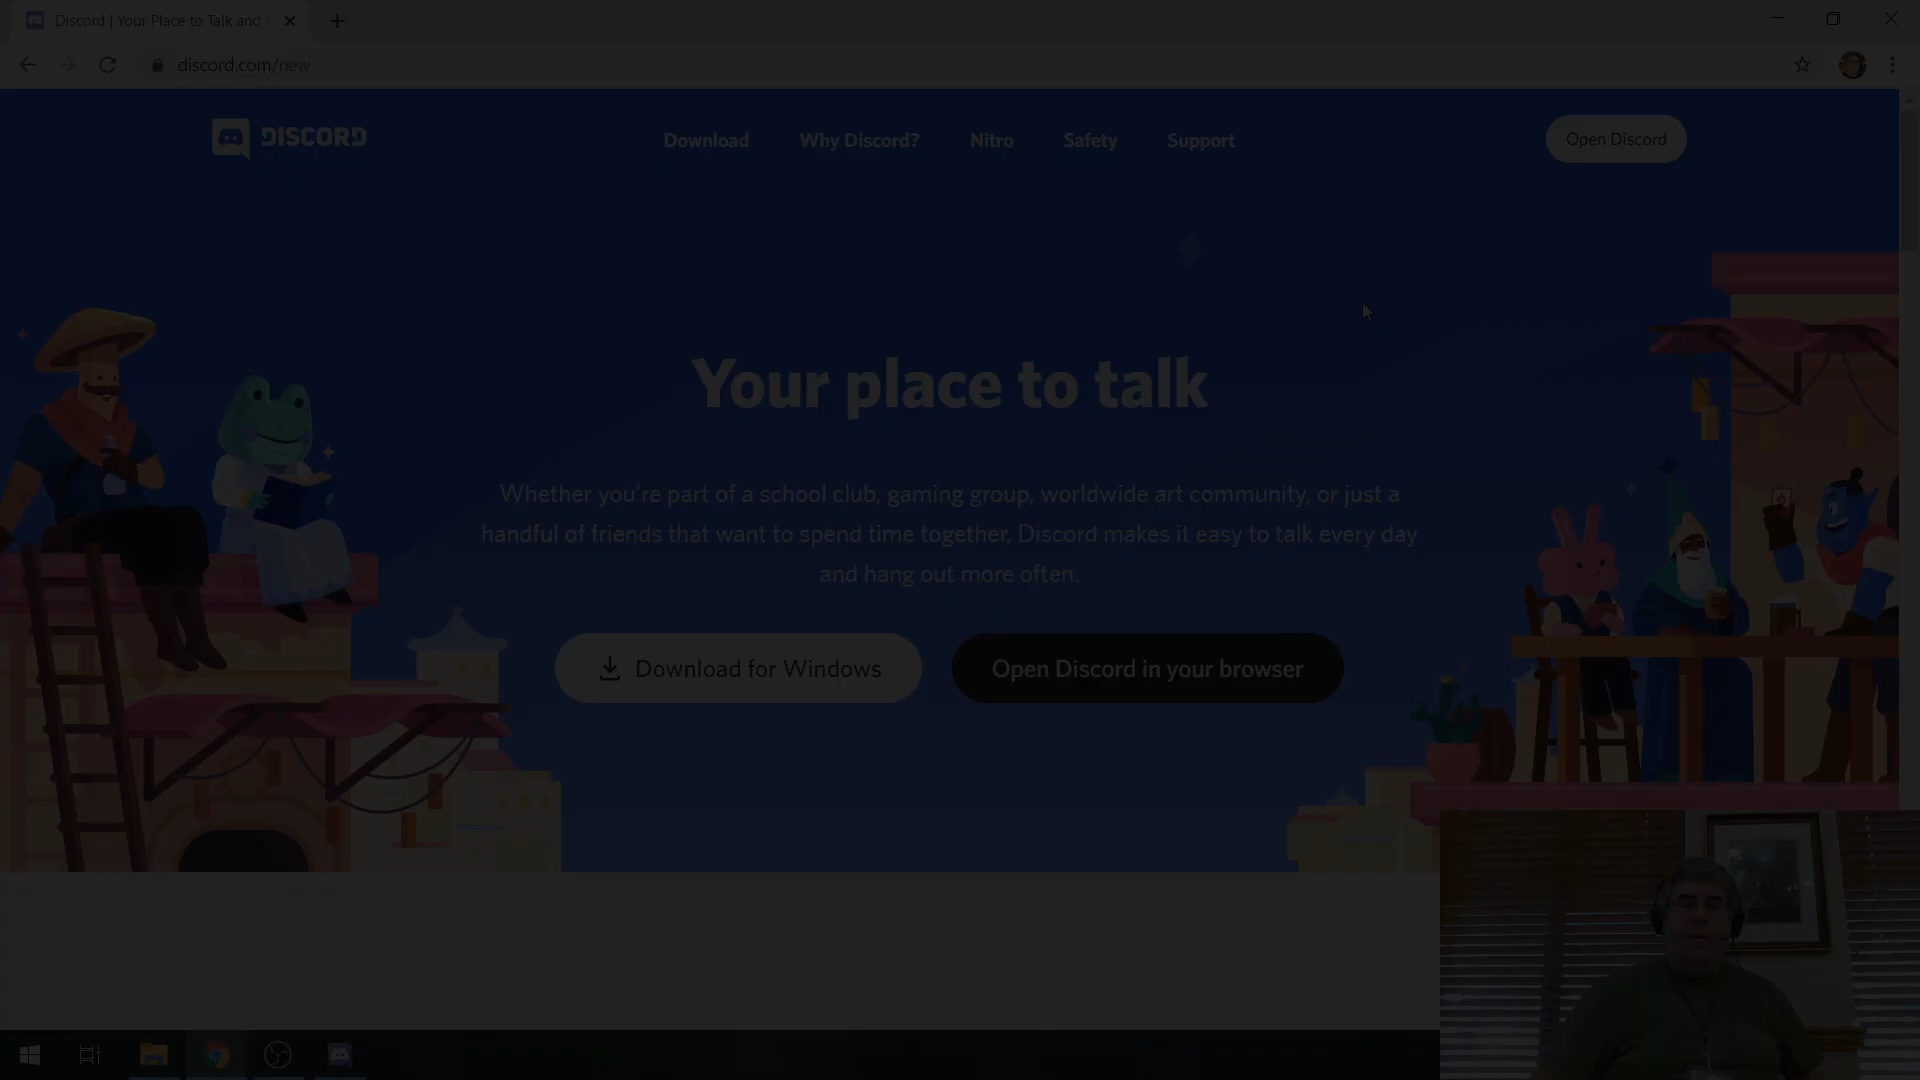 Discord | Your Place to Talk and
discord.com/new
DISCORD
Download
Why Discord?
Nitro
Safety
Support
Open Discord
Your place to talk
Whether you're part of a school club, gaming group, worldwide art community, or just a
handful of friends that want to spend time together, Discord makes it easy to talk every day
and hang out more often.
Download for Windows
Open Discord in your browser